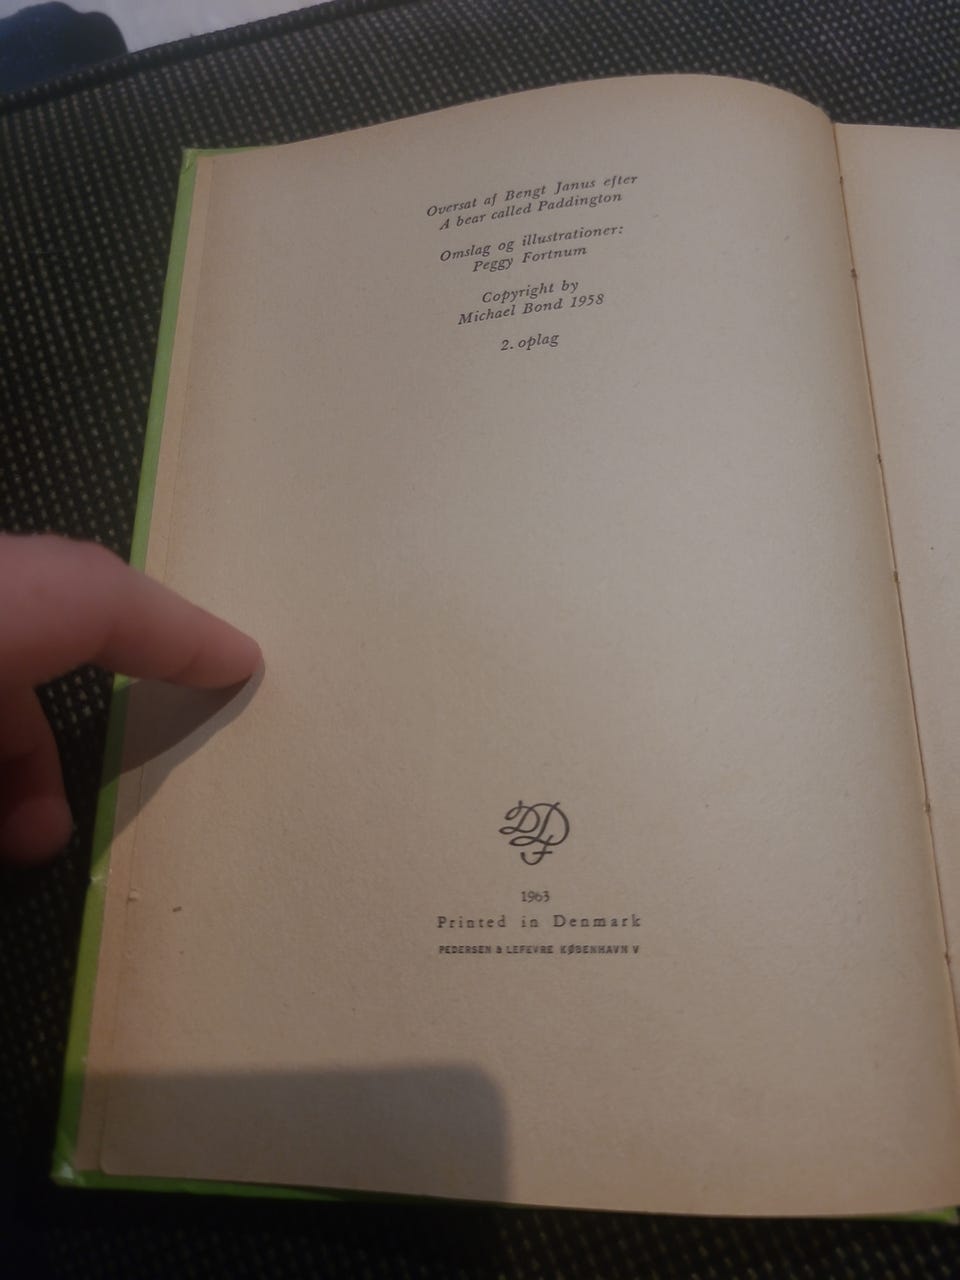 Oversat af Bengt Janus efter
A bear called Paddington
Omslag og illustrationer:
Peggy Fortnum
Copyright by
Michael Bond 1958
2. oplag
DDF
1963
Printed in Denmark
PEDERSEN & LEFEVRE KØBENHAVN V